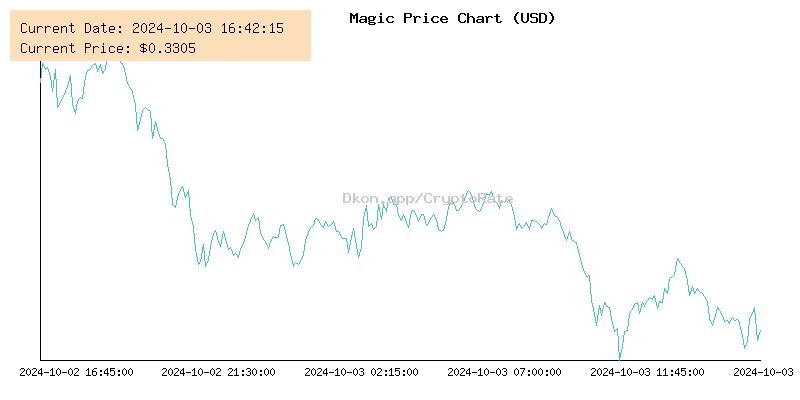 Magic Price Chart (USD)
Current Date: 2024-10-03 16:42:15
Current Price: $0.3305
Dkon.app/CryptoRate
2024-10-02 16:45:00
2024-10-02 21:30:00
2024-10-03 02:15:00
2024-10-03 07:00:00
2024-10-03 11:45:00
2024-10-03